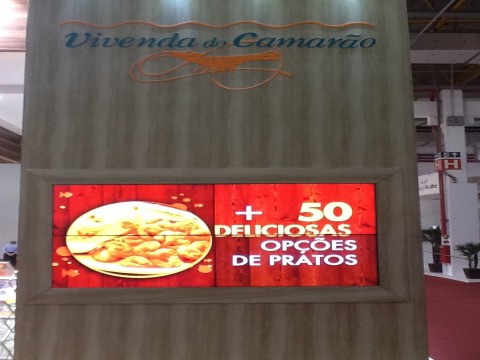 Vivenda do Camarão
+ 50
DELICIOSAS
OPÇÕES
DE PRATOS
H